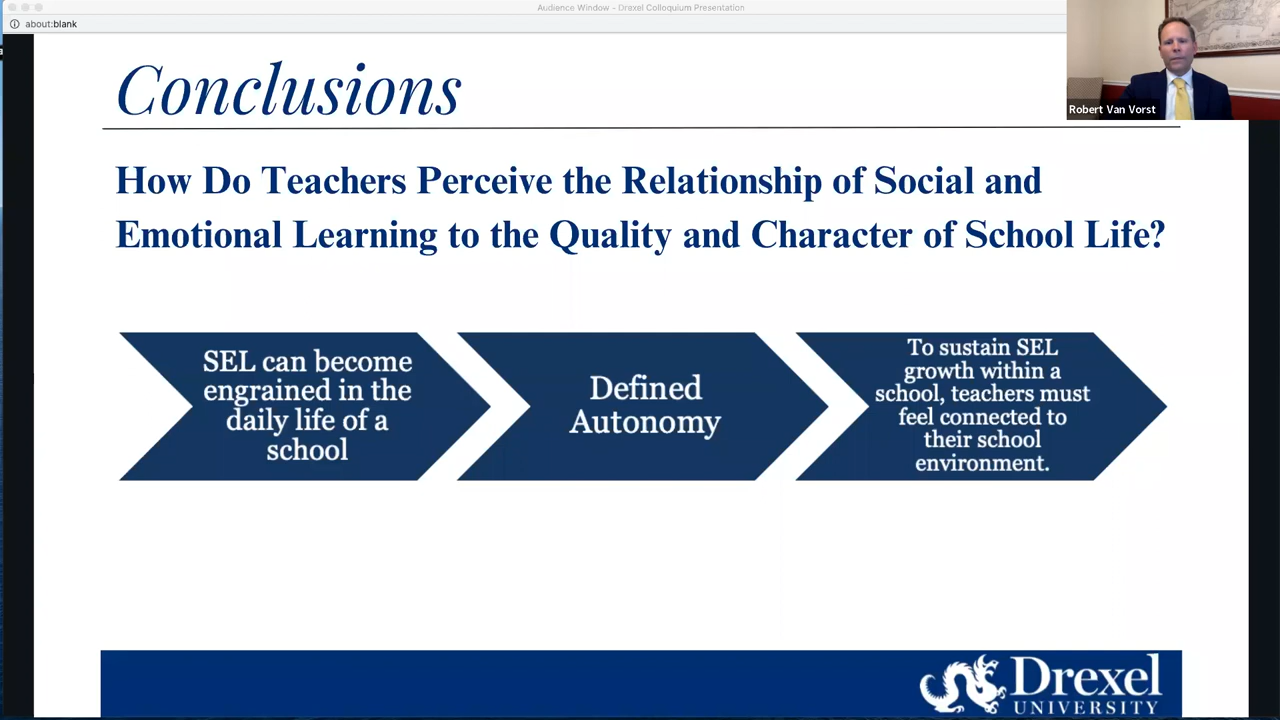 Audience Window - Drexel Colloquium Presentation
about:blank
Robert Van Vorst
Conclusions
How Do Teachers Perceive the Relationship of Social and
Emotional Learning to the Quality and Character of School Life?
SEL can become
engrained in the
daily life of a
school
Defined
Autonomy
To sustain SEL
growth within a
school, teachers must
feel connected to
their school
environment.
Drexel
UNIVERSITY